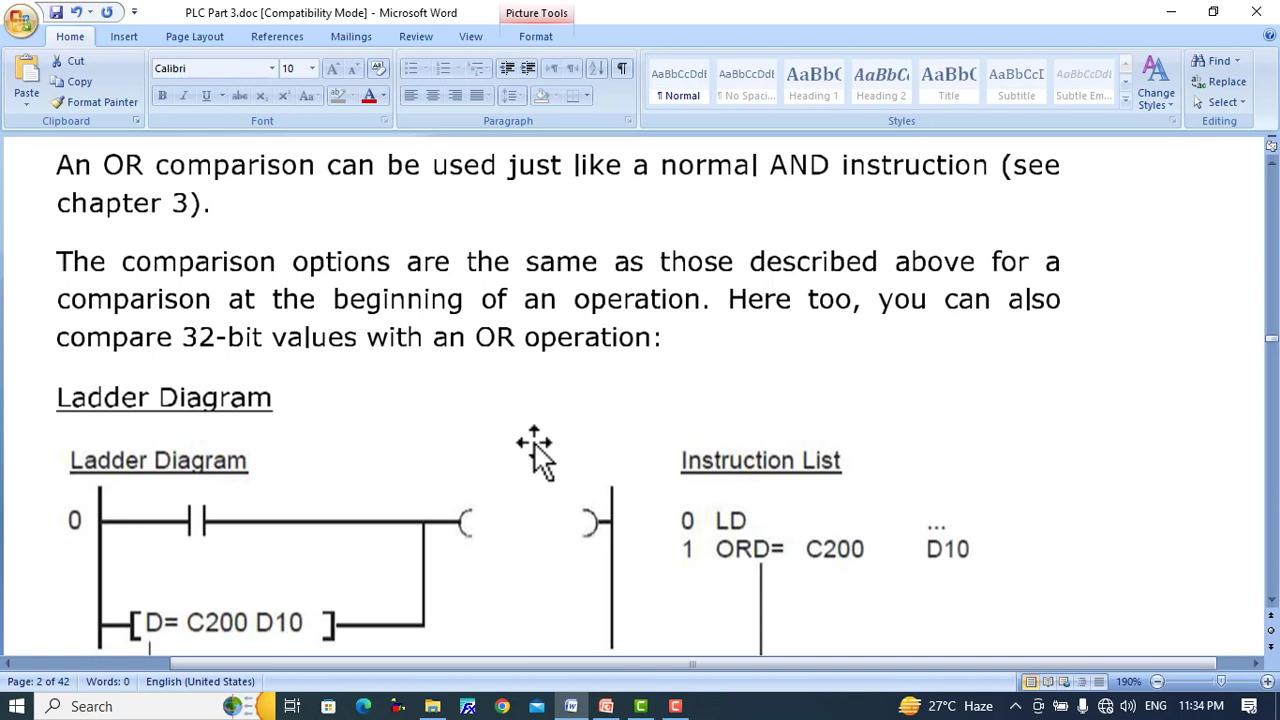 PLC Part 3.doc [Compatibility Mode] - Microsoft Word
Picture Tools
Home Insert Page Layout References Mailings Review View Format
Paste
Cut
Copy
Format Painter
Clipboard
Calibri 10
Font
Paragraph
AaBbCcDd AaBbCcDd AaBbC AaBbCc AaBbC AaBbCcI AaBbCcDd
¶ Normal ¶ No Spaci... Heading 1 Heading 2 Title Subtitle Subtle Em...
Change
Styles
Styles
Find
Replace
Select
Editing
An OR comparison can be used just like a normal AND instruction (see
chapter 3).
The comparison options are the same as those described above for a
comparison at the beginning of an operation. Here too, you can also
compare 32-bit values with an OR operation:
Ladder Diagram
Ladder Diagram
0
D= C200 D10
Instruction List
0 LD ...
1 ORD= C200 D10
Page: 2 of 42 Words: 0 English (United States) 190%
Search 27°C Haze ENG 11:34 PM